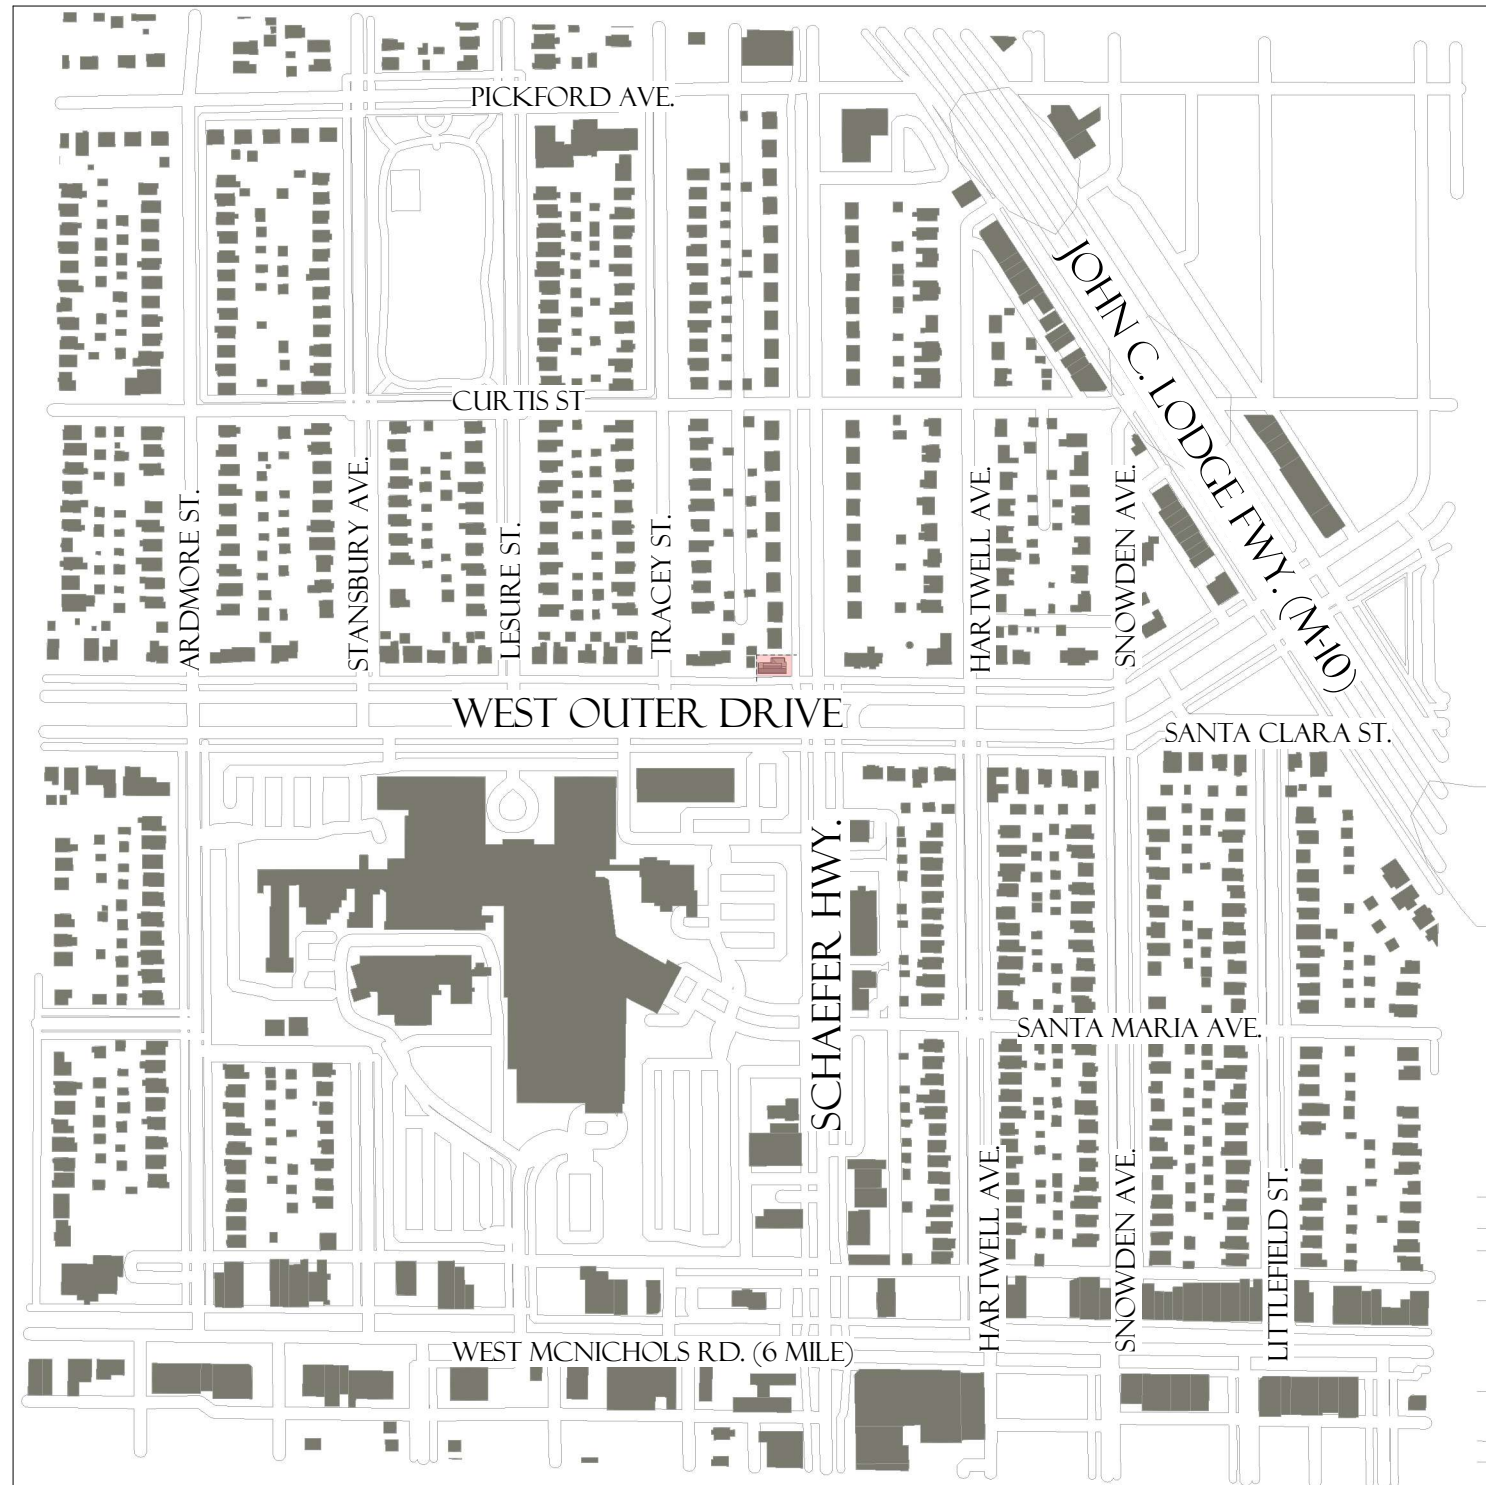 PICKFORD AVE.
JOHN C. LODGE FWY. (M-10)
CURTIS ST
ARDMORE ST.
STANSBURY AVE.
LESURE ST.
TRACEY ST.
HARTWELL AVE.
SNOWDEN AVE.
WEST OUTER DRIVE
SANTA CLARA ST.
SCHAEFER HWY.
SANTA MARIA AVE.
HARTWELL AVE.
SNOWDEN AVE.
LITTLEFIELD ST.
WEST MCNICHOLS RD. (6 MILE)